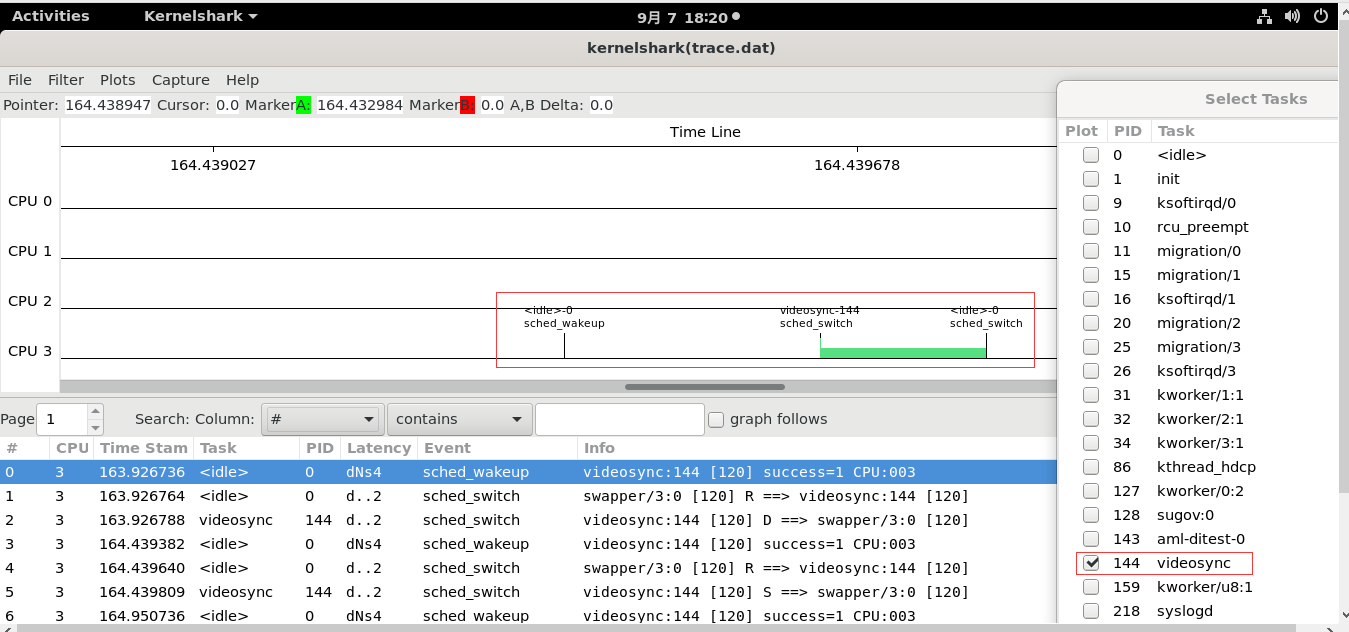 Activities Kernelshark 9月 7 18:20
kernelshark(trace.dat)
File Filter Plots Capture Help
Pointer: 164.438947 Cursor: 0.0 MarkerA: 164.432984 MarkerB: 0.0 A,B Delta: 0.0
Time Line
164.439027 164.439678
CPU 0
CPU 1
CPU 2
<idle>-0 videosync-144 <idle>-0
sched_wakeup sched_switch sched_switch
CPU 3
Page 1 Search: Column: # contains graph follows
# CPU Time Stam Task PID Latency Event Info
0 3 163.926736 <idle> 0 dNs4 sched_wakeup videosync:144 [120] success=1 CPU:003
1 3 163.926764 <idle> 0 d..2 sched_switch swapper/3:0 [120] R ==> videosync:144 [120]
2 3 163.926788 videosync 144 d..2 sched_switch videosync:144 [120] D ==> swapper/3:0 [120]
3 3 164.439382 <idle> 0 dNs4 sched_wakeup videosync:144 [120] success=1 CPU:003
4 3 164.439640 <idle> 0 d..2 sched_switch swapper/3:0 [120] R ==> videosync:144 [120]
5 3 164.439809 videosync 144 d..2 sched_switch videosync:144 [120] S ==> swapper/3:0 [120]
6 3 164.950736 <idle> 0 dNs4 sched_wakeup videosync:144 [120] success=1 CPU:003
Select Tasks
Plot PID Task
0 <idle>
1 init
9 ksoftirqd/0
10 rcu_preempt
11 migration/0
15 migration/1
16 ksoftirqd/1
20 migration/2
25 migration/3
26 ksoftirqd/3
31 kworker/1:1
32 kworker/2:1
34 kworker/3:1
86 kthread_hdcp
127 kworker/0:2
128 sugov:0
143 aml-ditest-0
144 videosync
159 kworker/u8:1
218 syslogd